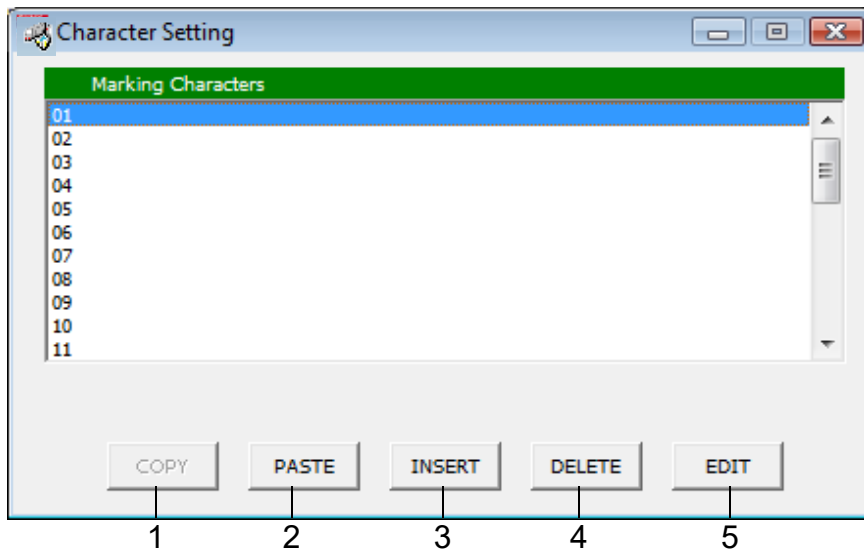 Character Setting
Marking Characters
01
02
03
04
05
06
07
08
09
10
11
COPY PASTE INSERT DELETE EDIT
1 2 3 4 5